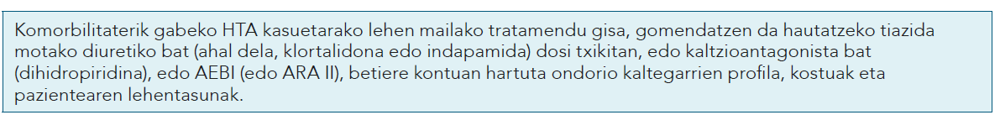 Komorbilitaterik gabeko HTA kasuetarako lehen mailako tratamendu gisa, gomendatzen da hautatzeko tiazida
motako diuretiko bat (ahal dela, klortalidona edo indapamida) dosi txikitan, edo kaltzioantagonista bat
(dihidropiridina), edo AEBI (edo ARA II), betiere kontuan hartuta ondorio kaltegarrien profila, kostuak eta
pazientearen lehentasunak.